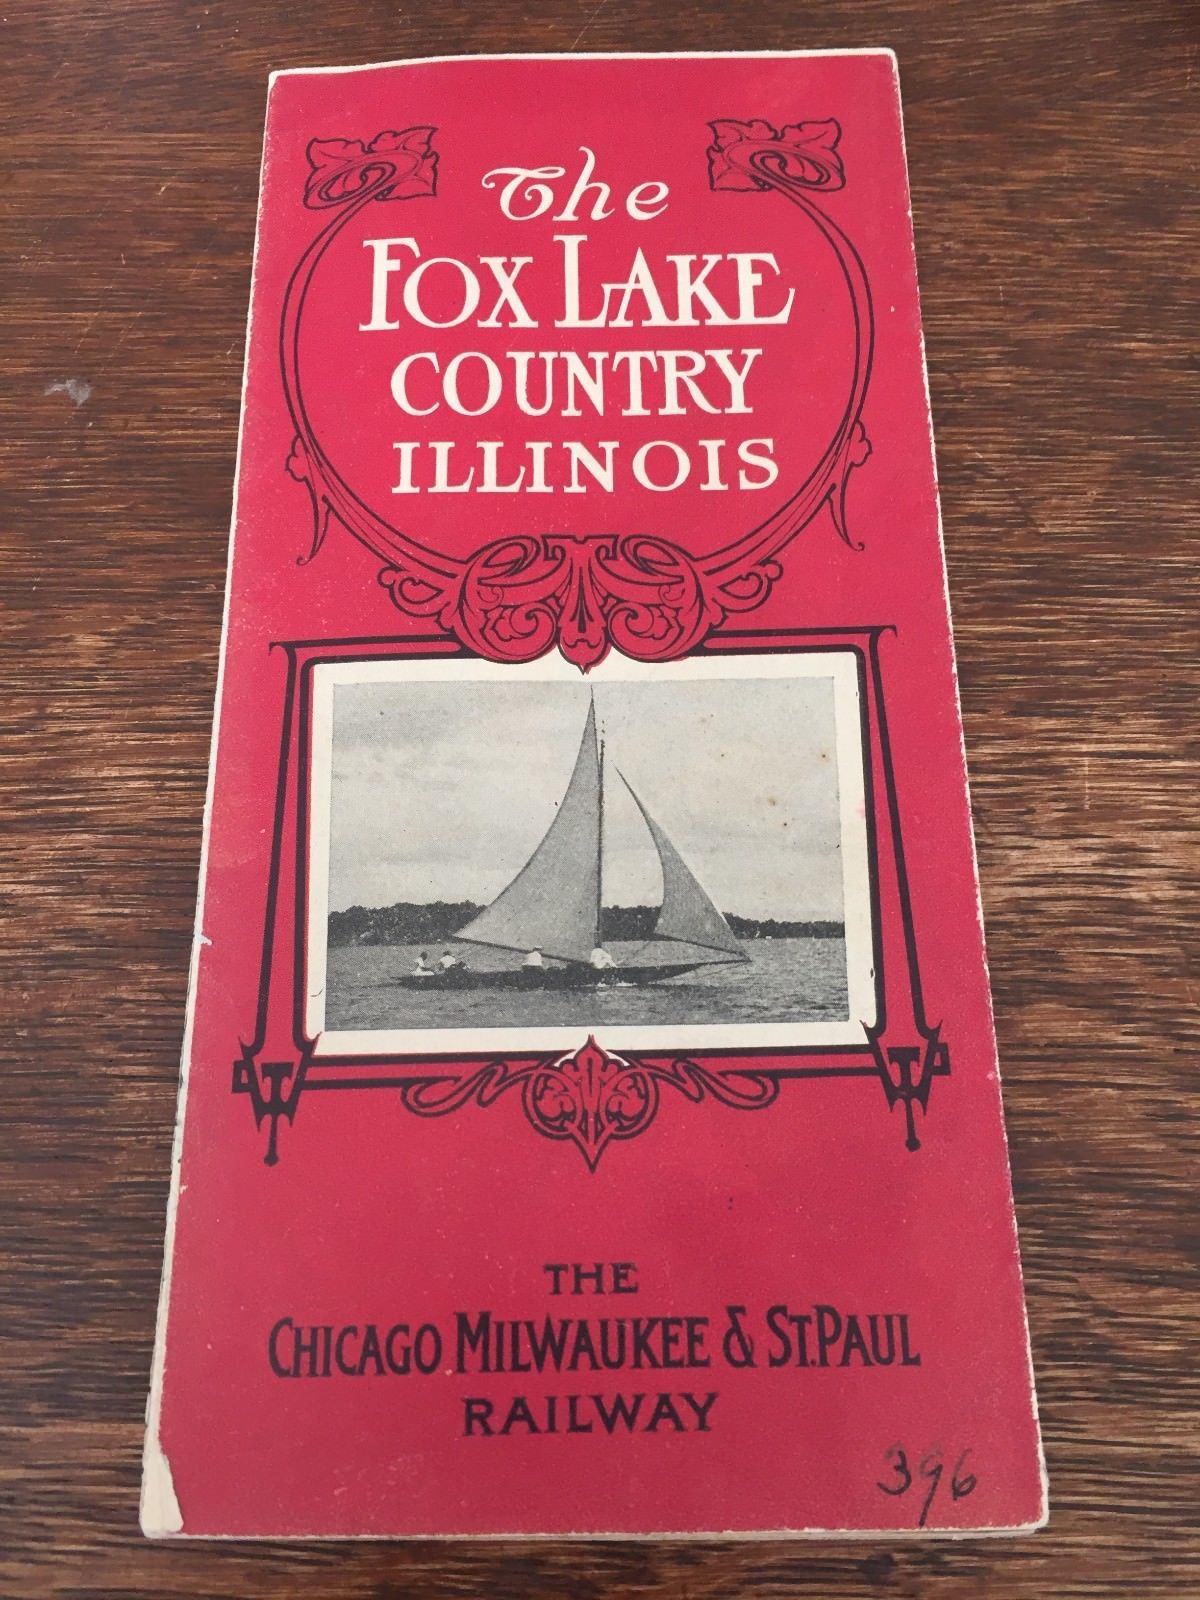 The
FOX LAKE
COUNTRY
ILLINOIS
THE
CHICAGO MILWAUKEE & ST. PAUL
RAILWAY
396